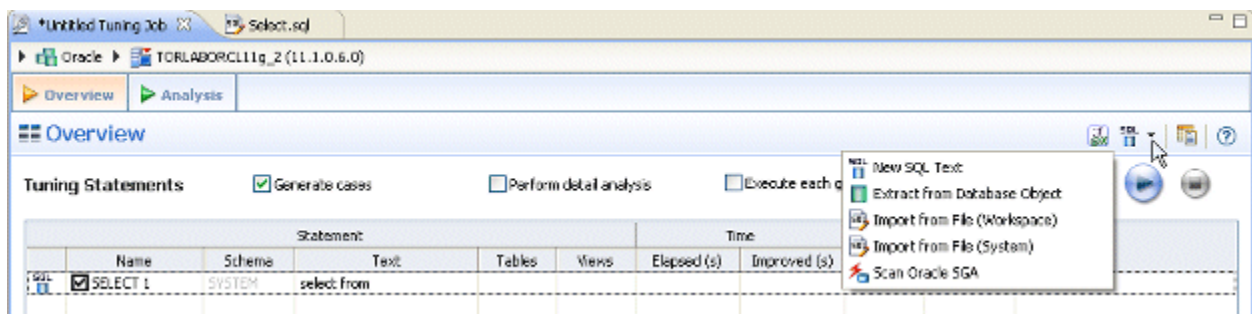 *Untitled Tuning Job Select.sql
Oracle TORLABORCL11g_2 (11.1.0.6.0)
Overview Analysis
Overview
SQL
Tuning Statements Generate cases Perform detail analysis Execute each g
New SQL Text
Extract from Database Object
Import from File (Workspace)
Import from File (System)
Scan Oracle SGA
Statement Time
Name Schema Text Tables Views Elapsed (s) Improved (s)
SQL SELECT 1 SYSTEM select from